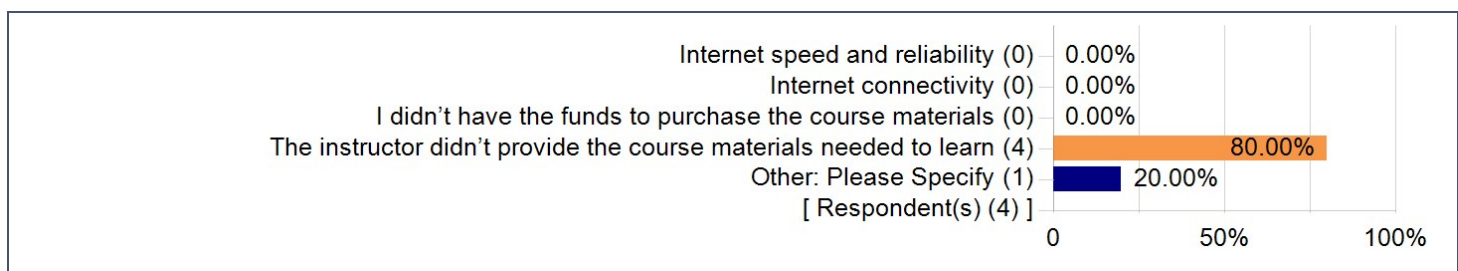 Internet speed and reliability (0) 0.00%
Internet connectivity (0) 0.00%
I didn’t have the funds to purchase the course materials (0) 0.00%
The instructor didn’t provide the course materials needed to learn (4) 80.00%
Other: Please Specify (1) 20.00%
[ Respondent(s) (4) ]
0 50% 100%